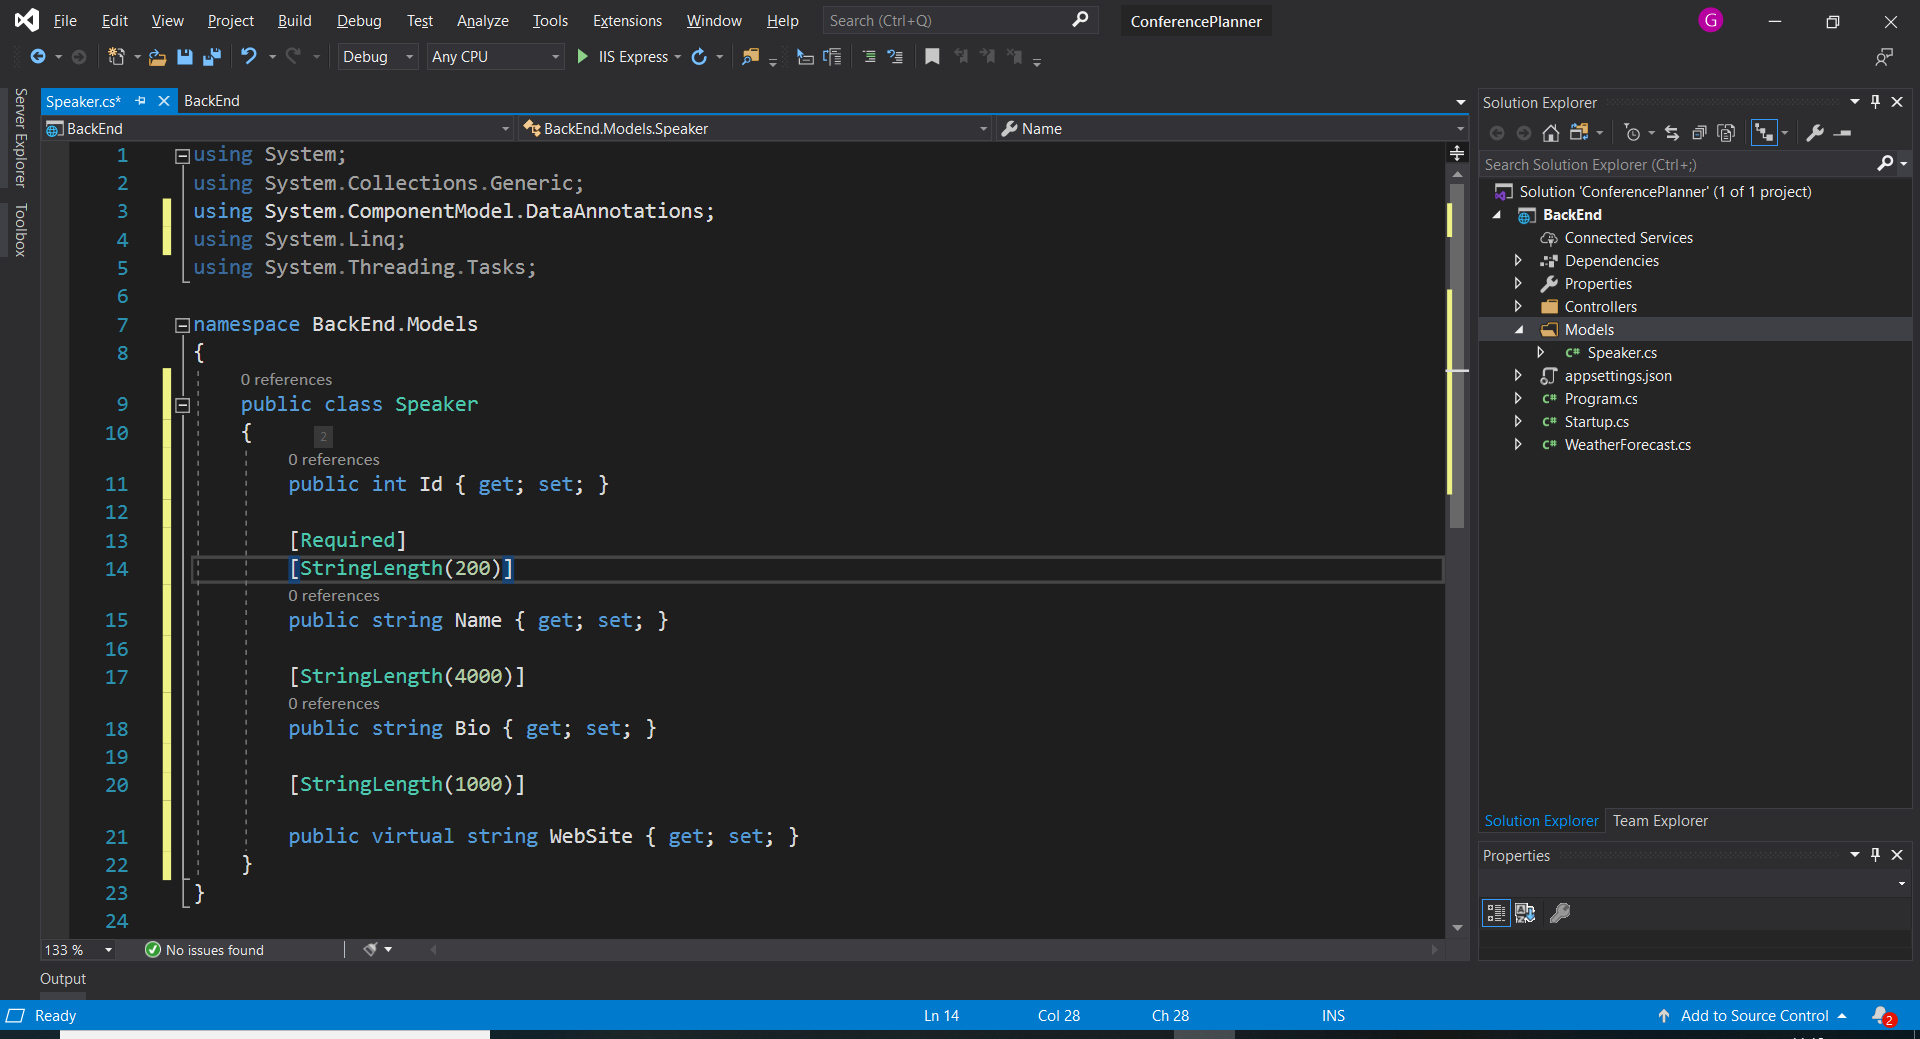 File Edit View Project Build Debug Test Analyze Tools Extensions Window Help Search (Ctrl+Q) ConferencePlanner G
Debug Any CPU IIS Express
Server Explorer
Toolbox
Speaker.cs* BackEnd
BackEnd BackEnd.Models.Speaker Name
1 using System;
2 using System.Collections.Generic;
3 using System.ComponentModel.DataAnnotations;
4 using System.Linq;
5 using System.Threading.Tasks;
6
7 namespace BackEnd.Models
8 {
0 references
9 public class Speaker
10 {
2
0 references
11 public int Id { get; set; }
12
13 [Required]
14 [StringLength(200)]
0 references
15 public string Name { get; set; }
16
17 [StringLength(4000)]
0 references
18 public string Bio { get; set; }
19
20 [StringLength(1000)]
21 public virtual string WebSite { get; set; }
22 }
23 }
24
133 % No issues found
Output
Solution Explorer
Search Solution Explorer (Ctrl+;)
Solution 'ConferencePlanner' (1 of 1 project)
BackEnd
Connected Services
Dependencies
Properties
Controllers
Models
C# Speaker.cs
appsettings.json
C# Program.cs
C# Startup.cs
C# WeatherForecast.cs
Solution Explorer Team Explorer
Properties
Ready Ln 14 Col 28 Ch 28 INS Add to Source Control 2